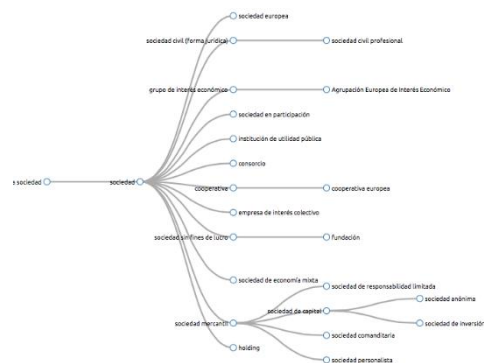 sociedad europea
sociedad civil (forma jurídica)
sociedad civil profesional
grupo de interés económico
Agrupación Europea de Interés Económico
sociedad en participación
institución de utilidad pública
consorcio
e sociedad
sociedad
cooperativa
cooperativa europea
empresa de interés colectivo
sociedad sin fines de lucro
fundación
sociedad de economía mixta
sociedad de responsabilidad limitada
sociedad anónima
sociedad de capital
sociedad mercantil
sociedad de inversión
sociedad comanditaria
holding
sociedad personalista